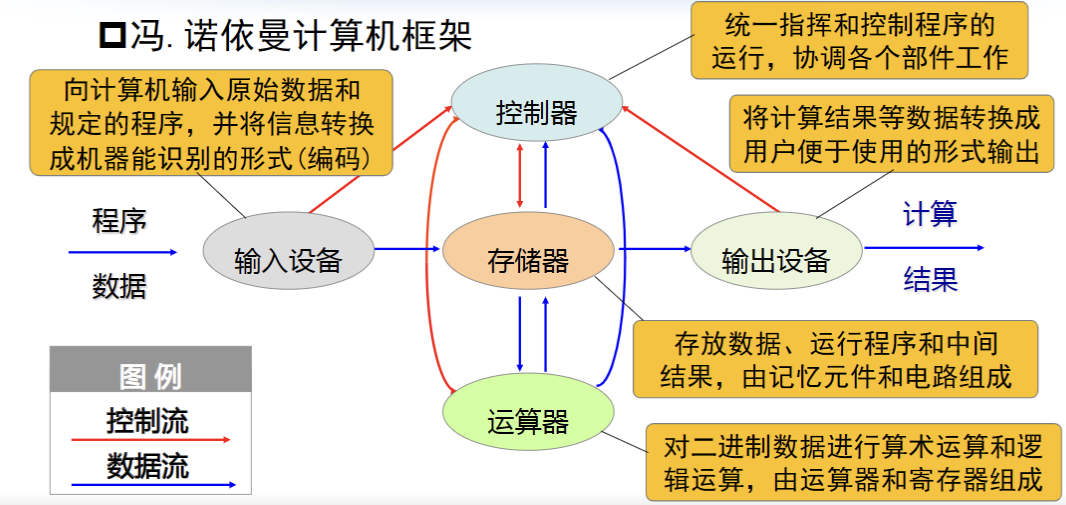 冯.诺依曼计算机框架
统一指挥和控制程序的
运行，协调各个部件工作
向计算机输入原始数据和
规定的程序，并将信息转换
成机器能识别的形式(编码)
控制器
将计算结果等数据转换成
用户便于使用的形式输出
程序
数据
输入设备
存储器
输出设备
计算
结果
存放数据、运行程序和中间
结果，由记忆元件和电路组成
图例
控制流
数据流
运算器
对二进制数据进行算术运算和逻
辑运算，由运算器和寄存器组成